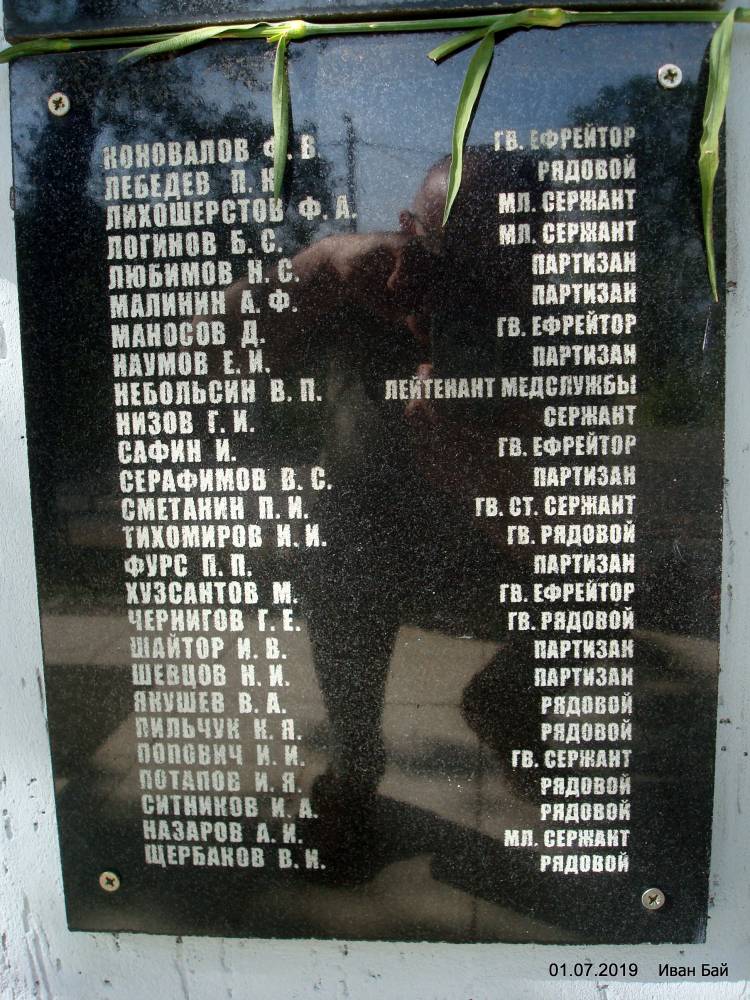 КОНОВАЛОВ Ф. В ГВ. ЕФРЕЙТОР
ЛЕБЕДЕВ П. К РЯДОВОЙ
ЛИХОШЕРСТОВ Ф. А. МЛ. СЕРЖАНТ
ЛОГИНОВ Б. С. МЛ. СЕРЖАНТ
ЛЮБИМОВ Н. С. ПАРТИЗАН
МАЛИНИН А. Ф. ПАРТИЗАН
МАНОСОВ Д. ГВ. ЕФРЕЙТОР
НАУМОВ Е. И. ПАРТИЗАН
НЕБОЛЬСИН В. П. ЛЕЙТЕНАНТ МЕДСЛУЖБЫ
НИЗОВ Г. И. СЕРЖАНТ
САФИН И. ГВ. ЕФРЕЙТОР
СЕРАФИМОВ В. С. ПАРТИЗАН
СМЕТАНИН П. И. ГВ. СТ. СЕРЖАНТ
ТИХОМИРОВ И. И. ГВ. РЯДОВОЙ
ФУРС П. П. ПАРТИЗАН
ХУЗСАНТОВ М. ГВ. ЕФРЕЙТОР
ЧЕРНИГОВ Г. Е. ГВ. РЯДОВОЙ
ШАЙТОР И. В. ПАРТИЗАН
ШЕВЦОВ Н. И. ПАРТИЗАН
ЯКУШЕВ В. А. РЯДОВОЙ
ПИЛЬЧУК К. Я. РЯДОВОЙ
ПОПОВИЧ И. И. ГВ. СЕРЖАНТ
ПОТАПОВ И. Я. РЯДОВОЙ
СИТНИКОВ И. А. РЯДОВОЙ
НАЗАРОВ А. И. МЛ. СЕРЖАНТ
ЩЕРБАКОВ В. И. РЯДОВОЙ
01.07.2019 Иван Бай